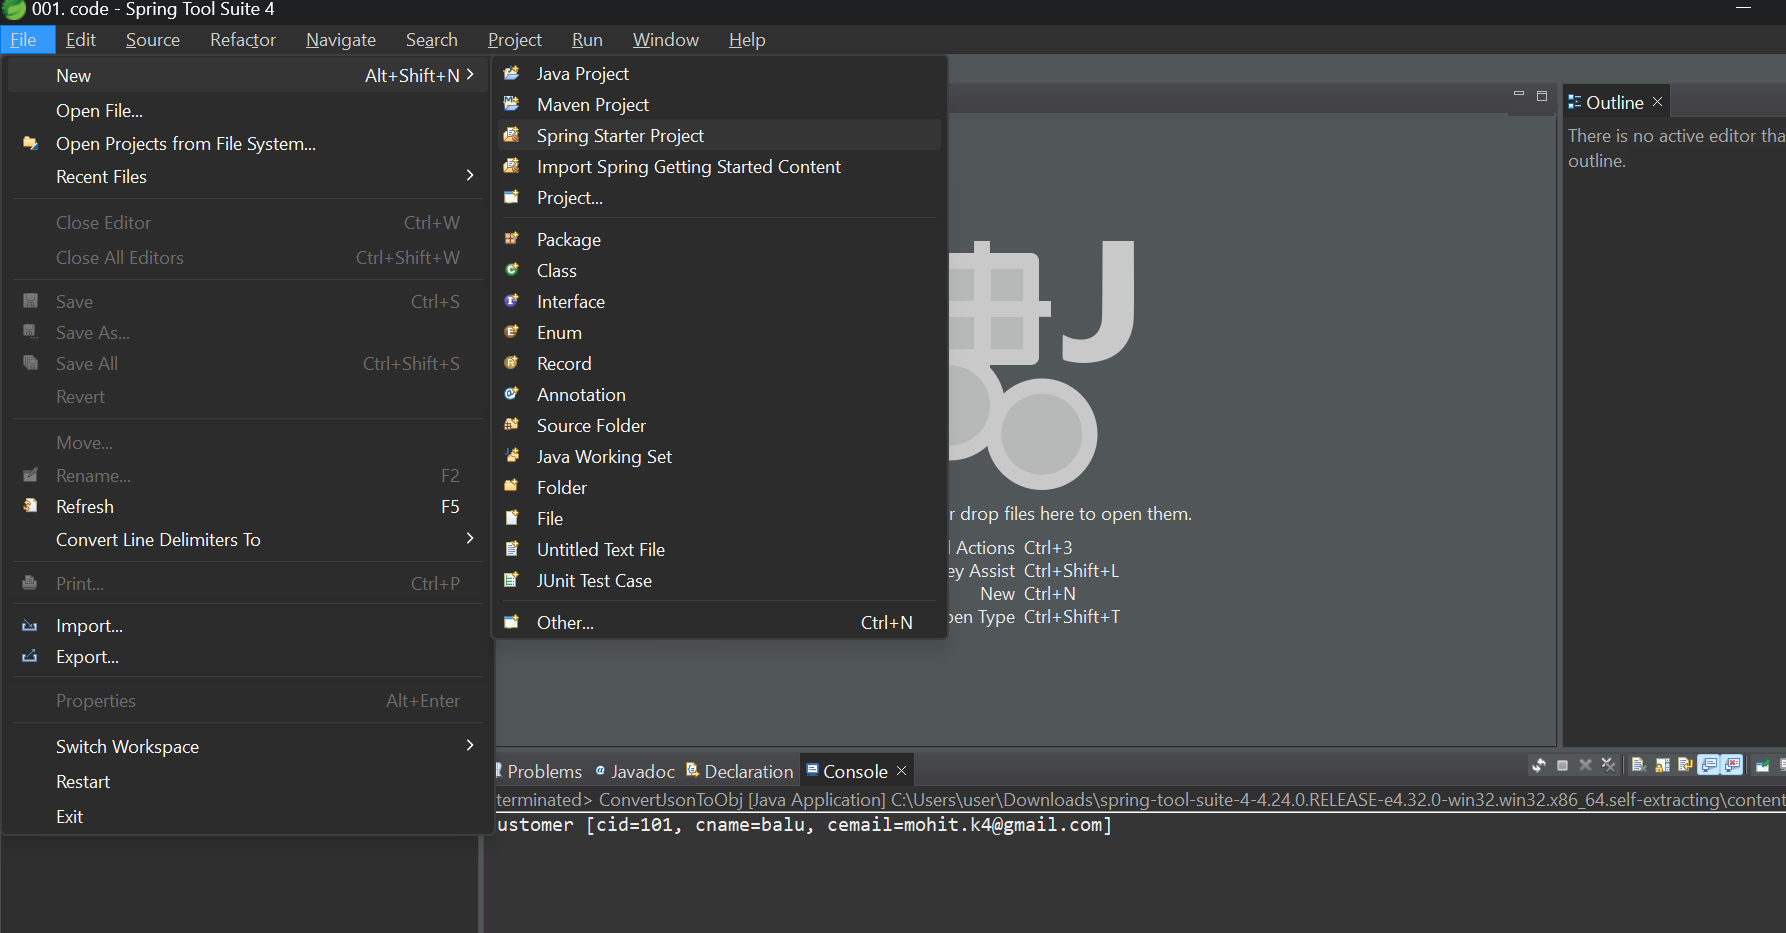 001. code - Spring Tool Suite 4
File Edit Source Refactor Navigate Search Project Run Window Help
New Alt+Shift+N
Open File...
Open Projects from File System...
Recent Files
Close Editor Ctrl+W
Close All Editors Ctrl+Shift+W
Save Ctrl+S
Save As...
Save All Ctrl+Shift+S
Revert
Move...
Rename... F2
Refresh F5
Convert Line Delimiters To
Print... Ctrl+P
Import...
Export...
Properties Alt+Enter
Switch Workspace
Restart
Exit
Java Project
Maven Project
Spring Starter Project
Import Spring Getting Started Content
Project...
Package
Class
Interface
Enum
Record
Annotation
Source Folder
Java Working Set
Folder
File
Untitled Text File
JUnit Test Case
Other... Ctrl+N
J
r drop files here to open them.
l Actions Ctrl+3
ey Assist Ctrl+Shift+L
New Ctrl+N
pen Type Ctrl+Shift+T
Outline
There is no active editor tha
outline.
Problems Javadoc Declaration Console
terminated> ConvertJsonToObj [Java Application] C:\Users\user\Downloads\spring-tool-suite-4-4.24.0.RELEASE-e4.32.0-win32.win32.x86_64.self-extracting\content
ustomer [cid=101, cname=balu, cemail=mohit.k4@gmail.com]